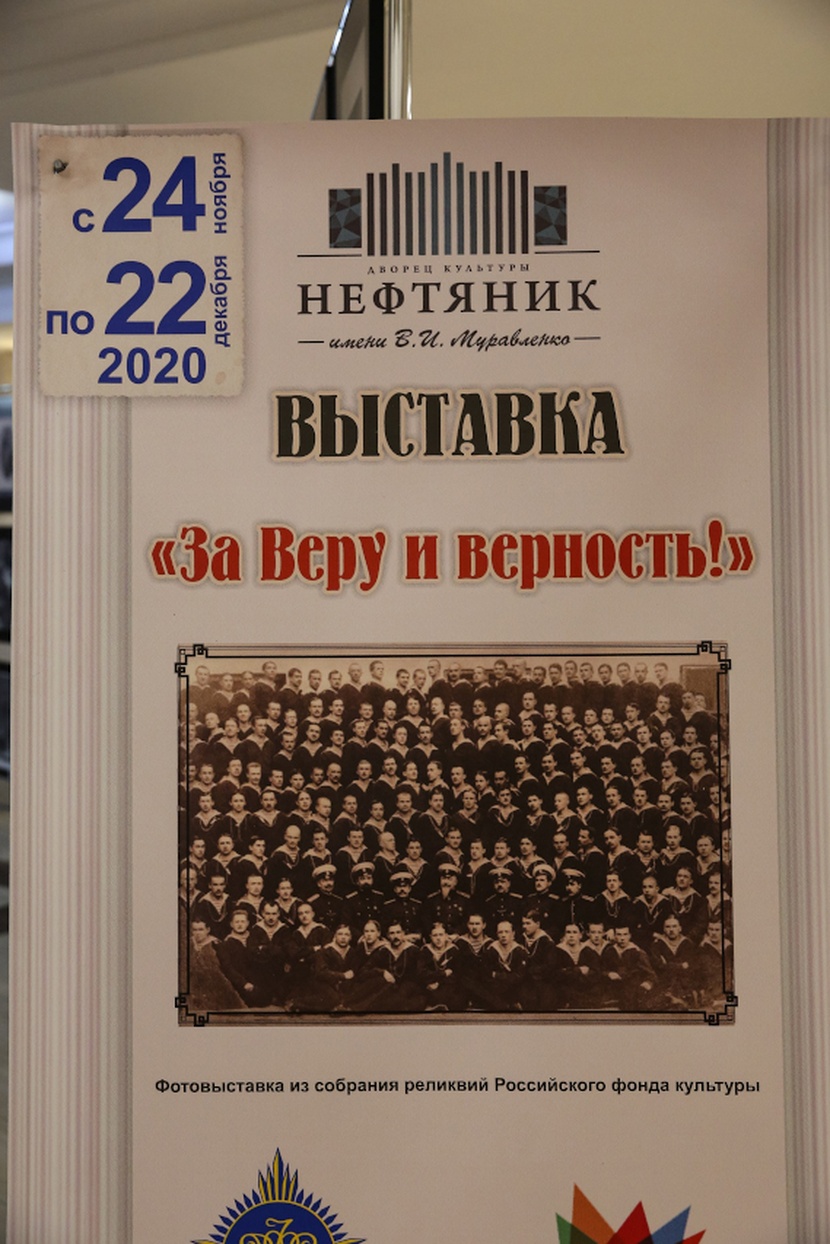 с 24 ноября
по 22 декабря
2020
ДВОРЕЦ КУЛЬТУРЫ
НЕФТЯНИК
имени В.И. Муравленко
ВЫСТАВКА
«За Веру и верность!»
Фотовыставка из собрания реликвий Российского фонда культуры